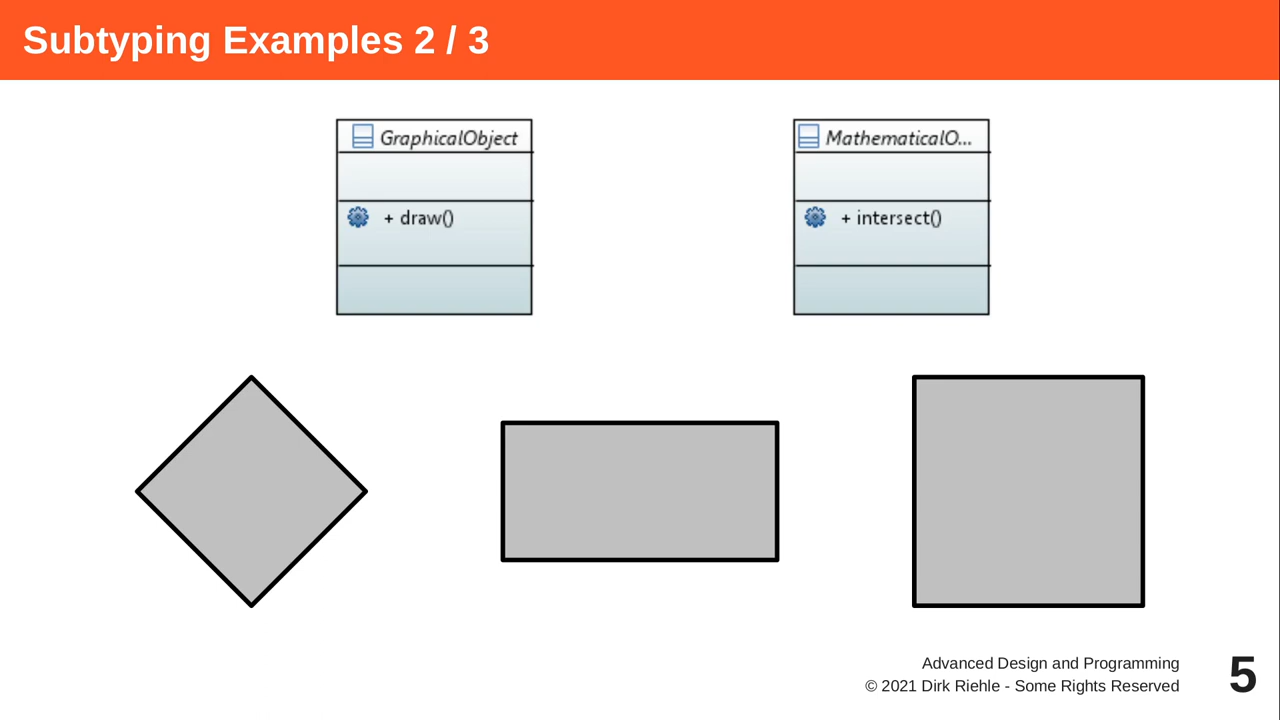 Subtyping Examples 2 / 3
GraphicalObject
+ draw()
MathematicalO...
+ intersect()
Advanced Design and Programming
© 2021 Dirk Riehle - Some Rights Reserved
5